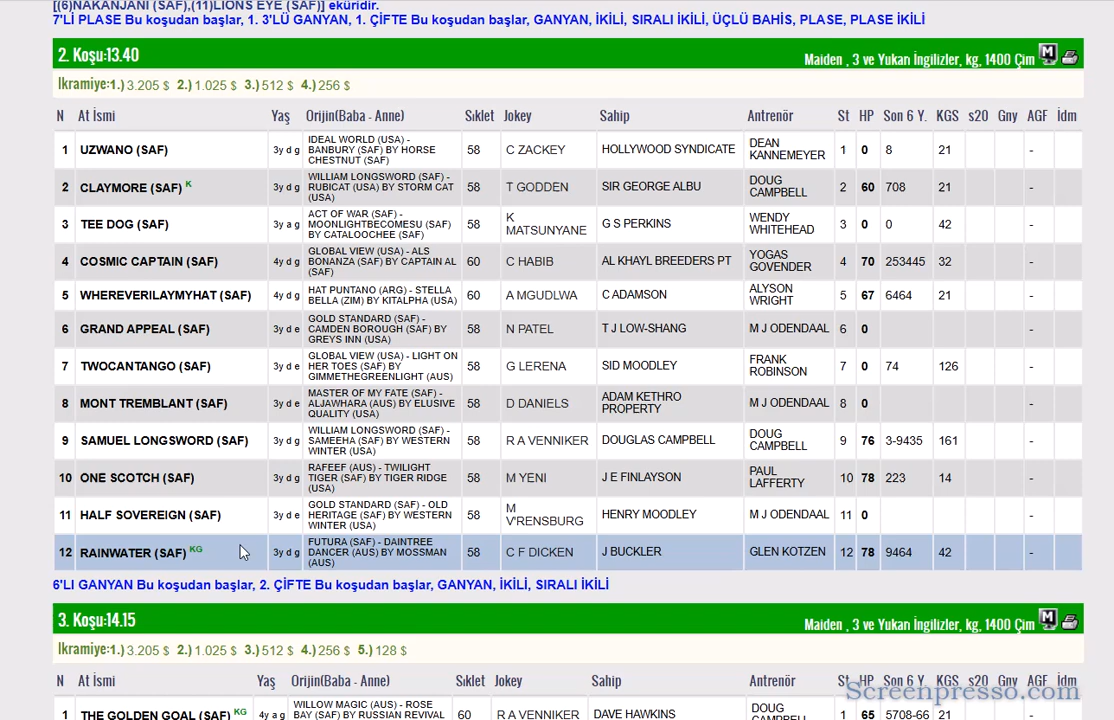 [(6)NAKANJANI (SAF),(11)LIONS EYE (SAF)] eküridir.
7'Lİ PLASE Bu koşudan başlar, 1. 3'LÜ GANYAN, 1. ÇİFTE Bu koşudan başlar, GANYAN, İKİLİ, SIRALI İKİLİ, ÜÇLÜ BAHİS, PLASE, PLASE İKİLİ
2. Koşu:13.40 Maiden , 3 ve Yukarı İngilizler, kg, 1400 Çim M
İkramiye:1.) 3.205 $ 2.) 1.025 $ 3.) 512 $ 4.) 256 $
N At İsmi Yaş Orijin(Baba - Anne) Sıklet Jokey Sahip Antrenör St HP Son 6 Y. KGS s20 Gny AGF İdm
1 UZWANO (SAF) 3y d g IDEAL WORLD (USA) - BANBURY (SAF) BY HORSE CHESTNUT (SAF) 58 C ZACKEY HOLLYWOOD SYNDICATE DEAN KANNEMEYER 1 0 8 21 -
2 CLAYMORE (SAF) K 3y d g WILLIAM LONGSWORD (SAF) - RUBICAT (USA) BY STORM CAT (USA) 58 T GODDEN SIR GEORGE ALBU DOUG CAMPBELL 2 60 708 21 -
3 TEE DOG (SAF) 3y a g ACT OF WAR (SAF) - MOONLIGHTBECOMESU (SAF) BY CATALOOCHEE (SAF) 58 K MATSUNYANE G S PERKINS WENDY WHITEHEAD 3 0 0 42 -
4 COSMIC CAPTAIN (SAF) 4y d g GLOBAL VIEW (USA) - ALS BONANZA (SAF) BY CAPTAIN AL (SAF) 60 C HABIB AL KHAYL BREEDERS PT YOGAS GOVENDER 4 70 253445 32 -
5 WHEREVERILAYMYHAT (SAF) 4y d g HAT PUNTANO (ARG) - STELLA BELLA (ZIM) BY KITALPHA (USA) 60 A MGUDLWA C ADAMSON ALYSON WRIGHT 5 67 6464 21 -
6 GRAND APPEAL (SAF) 3y d e GOLD STANDARD (SAF) - CAMDEN BOROUGH (SAF) BY GREYS INN (USA) 58 N PATEL T J LOW-SHANG M J ODENDAAL 6 0 -
7 TWOCANTANGO (SAF) 3y d e GLOBAL VIEW (USA) - LIGHT ON HER TOES (SAF) BY GIMMETHEGREENLIGHT (AUS) 58 G LERENA SID MOODLEY FRANK ROBINSON 7 0 74 126 -
8 MONT TREMBLANT (SAF) 3y d e MASTER OF MY FATE (SAF) - ALJAWHARA (AUS) BY ELUSIVE QUALITY (USA) 58 D DANIELS ADAM KETHRO PROPERTY M J ODENDAAL 8 0 -
9 SAMUEL LONGSWORD (SAF) 3y d g WILLIAM LONGSWORD (SAF) - SAMEEHA (SAF) BY WESTERN WINTER (USA) 58 R A VENNIKER DOUGLAS CAMPBELL DOUG CAMPBELL 9 76 3-9435 161 -
10 ONE SCOTCH (SAF) 3y d g RAFEEF (AUS) - TWILIGHT TIGER (SAF) BY TIGER RIDGE (USA) 58 M YENI J E FINLAYSON PAUL LAFFERTY 10 78 223 14 -
11 HALF SOVEREIGN (SAF) 3y d e GOLD STANDARD (SAF) - OLD HERITAGE (SAF) BY WESTERN WINTER (USA) 58 M V'RENSBURG HENRY MOODLEY M J ODENDAAL 11 0 -
12 RAINWATER (SAF) KG 3y d g FUTURA (SAF) - DAINTREE DANCER (AUS) BY MOSSMAN (AUS) 58 C F DICKEN J BUCKLER GLEN KOTZEN 12 78 9464 42 -
6'LI GANYAN Bu koşudan başlar, 2. ÇİFTE Bu koşudan başlar, GANYAN, İKİLİ, SIRALI İKİLİ
3. Koşu:14.15 Maiden , 3 ve Yukarı İngilizler, kg, 1400 Çim M
İkramiye:1.) 3.205 $ 2.) 1.025 $ 3.) 512 $ 4.) 256 $ 5.) 128 $
N At İsmi Yaş Orijin(Baba - Anne) Sıklet Jokey Sahip Antrenör St HP Son 6 Y. KGS s20 Gny AGF İdm
Screenpresso.com
1 THE GOLDEN GOAL (SAF) KG 4y a g WILLOW MAGIC (AUS) - ROSE BAY (SAF) BY RUSSIAN REVIVAL 60 R A VENNIKER DAVE HAWKINS DOUG CAMPBELL 1 65 5708-66 21 -